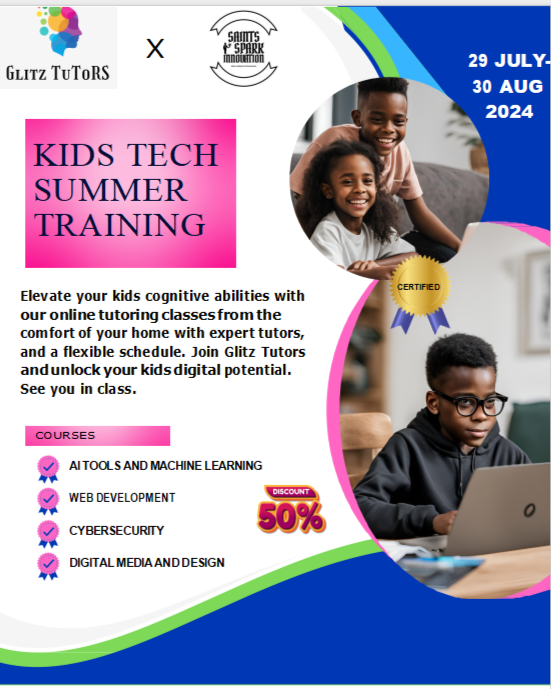 GLITZ TUTORS
X
SAINTS
SPARK
INNOVATION
29 JULY-
30 AUG
2024
KIDS TECH
SUMMER
TRAINING
CERTIFIED
Elevate your kids cognitive abilities with
our online tutoring classes from the
comfort of your home with expert tutors,
and a flexible schedule. Join Glitz Tutors
and unlock your kids digital potential.
See you in class.
COURSES
AI TOOLS AND MACHINE LEARNING
WEB DEVELOPMENT
CYBERSECURITY
DIGITAL MEDIA AND DESIGN
DISCOUNT
50%